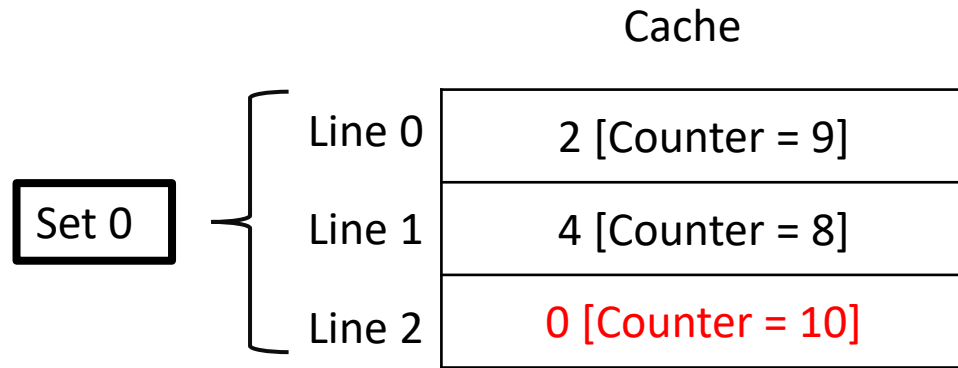 Cache
Line 0 2 [Counter = 9]
Set 0 Line 1 4 [Counter = 8]
Line 2 0 [Counter = 10]